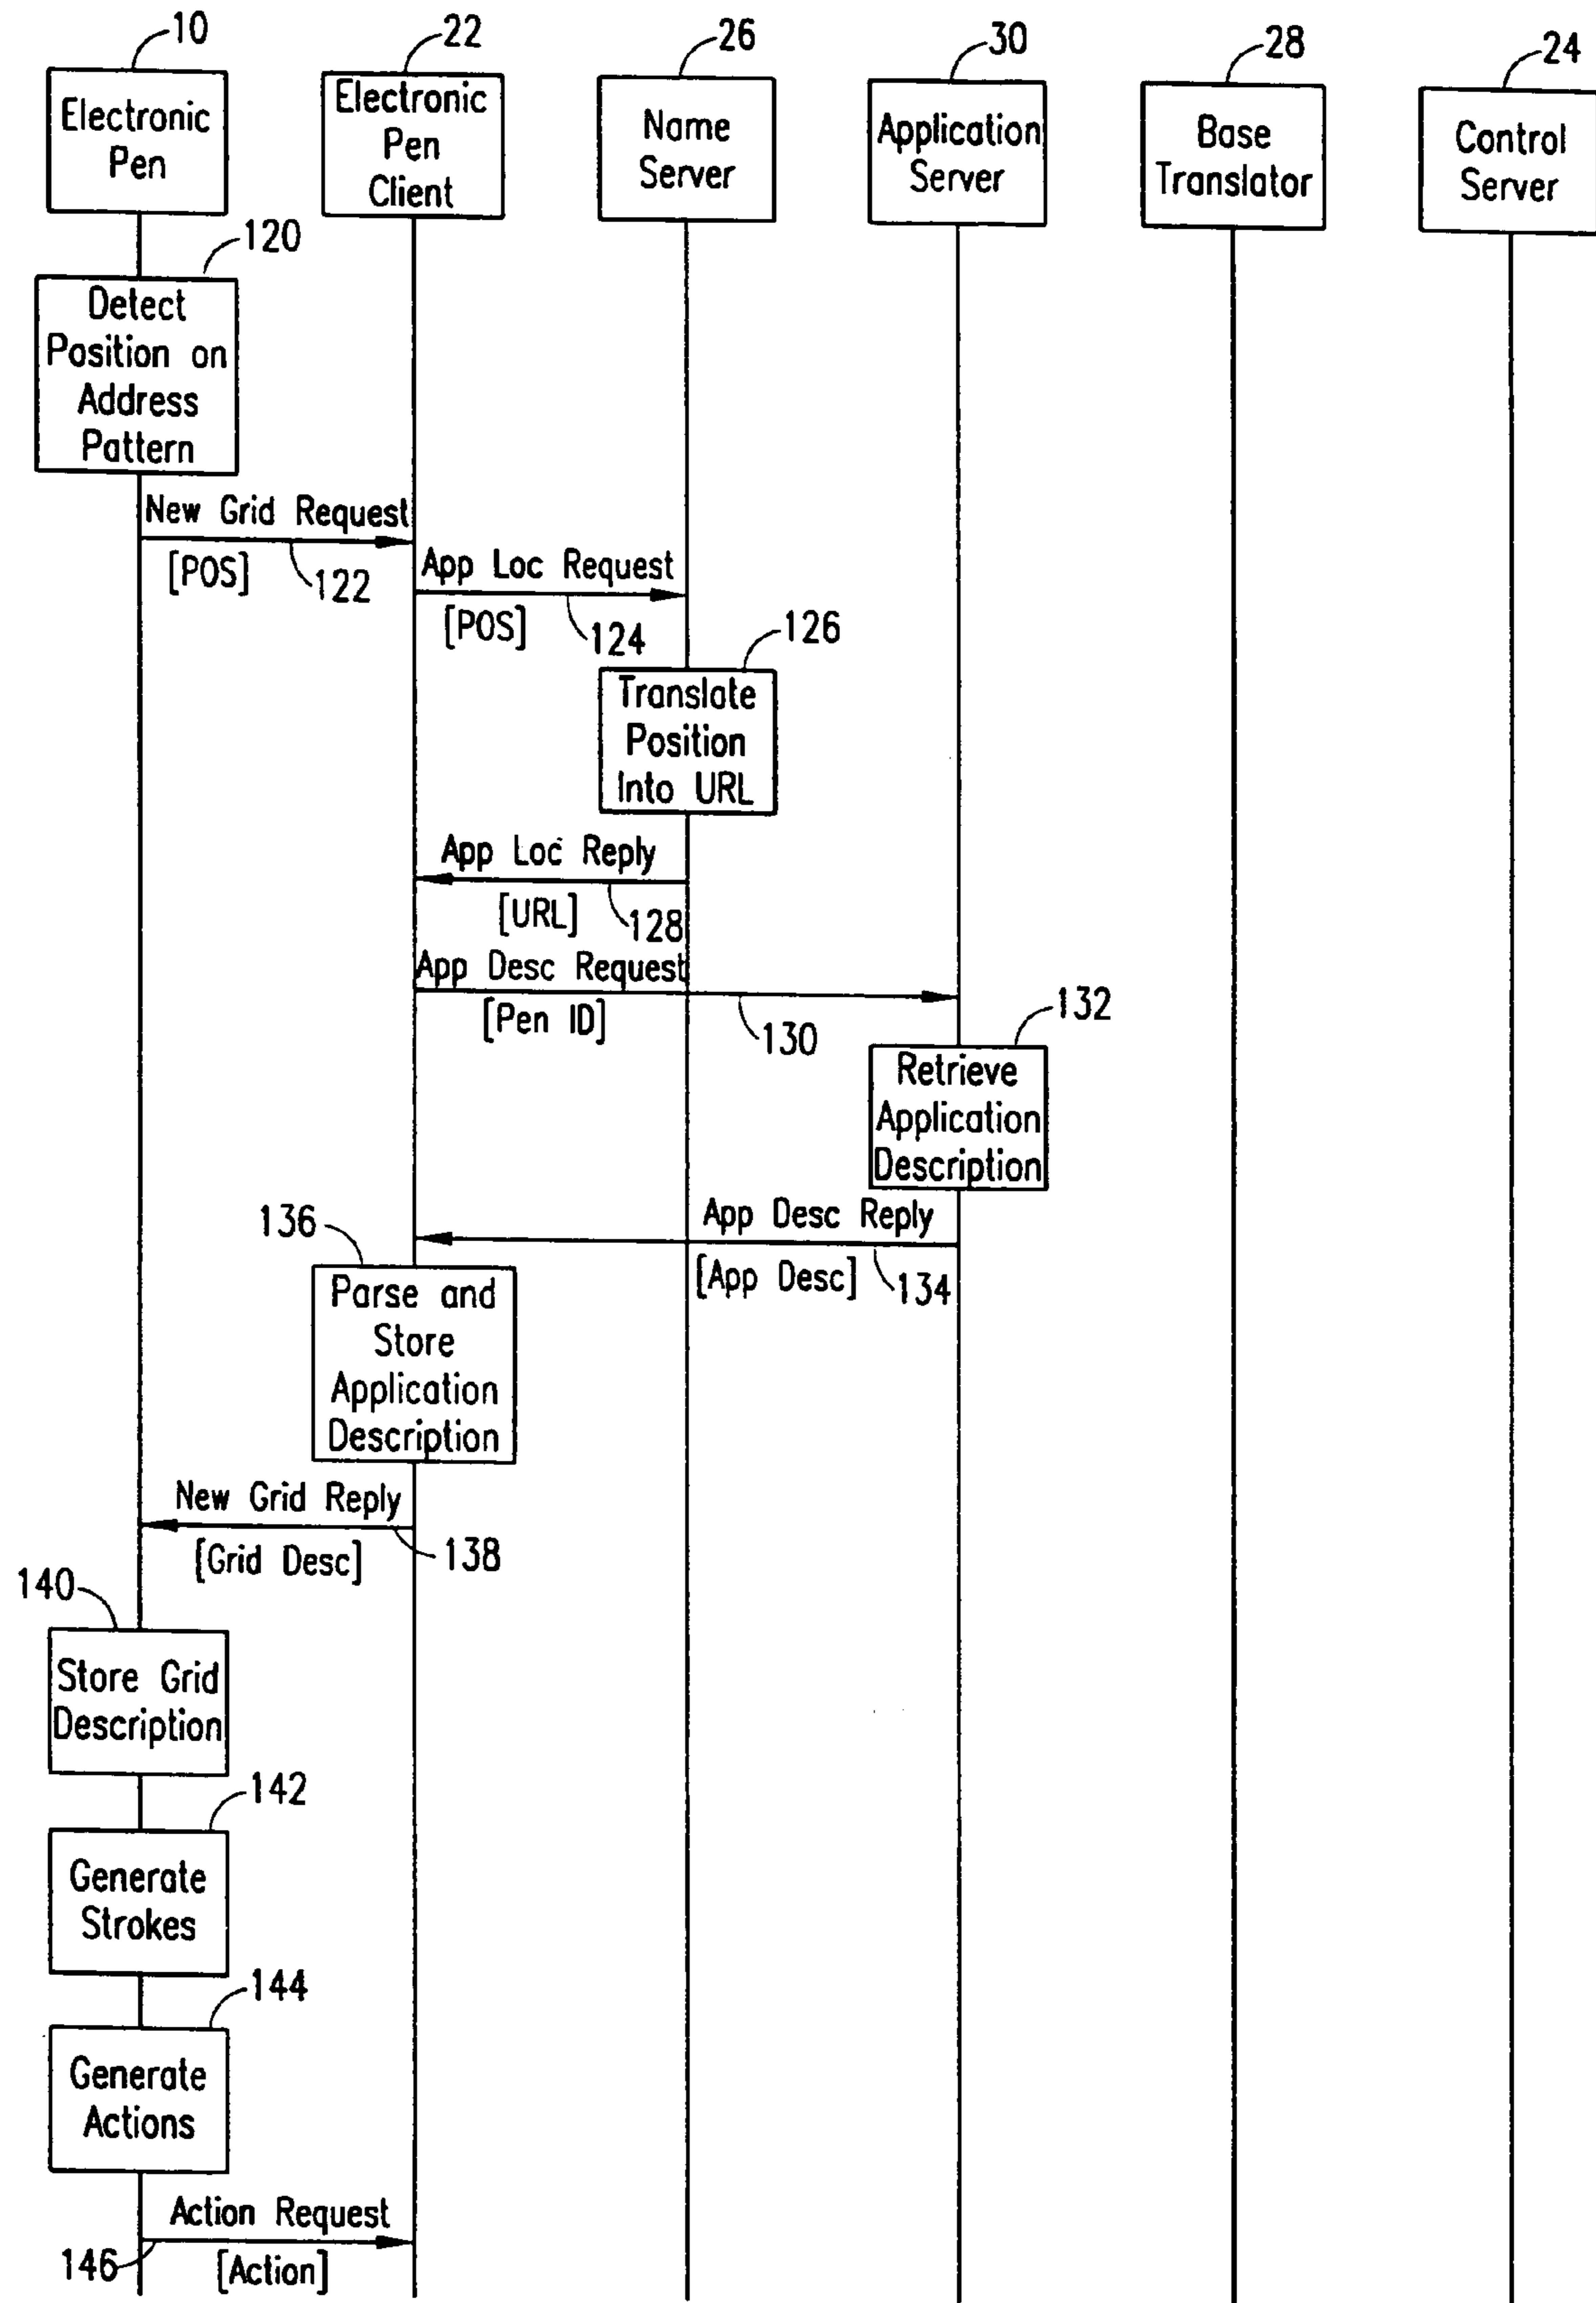 10
22
26
30
28
24
Electronic
Pen
Electronic
Pen
Client
Name
Server
Application
Server
Base
Translator
Control
Server
120
Detect
Position on
Address
Pattern
New Grid Request
[POS]
122
App Loc Request
[POS]
124
126
Translate
Position
Into URL
App Loc Reply
[URL]
128
App Desc Request
[Pen ID]
130
132
Retrieve
Application
Description
App Desc Reply
[App Desc]
134
136
Parse and
Store
Application
Description
New Grid Reply
[Grid Desc]
138
140
Store Grid
Description
142
Generate
Strokes
144
Generate
Actions
Action Request
146
[Action]